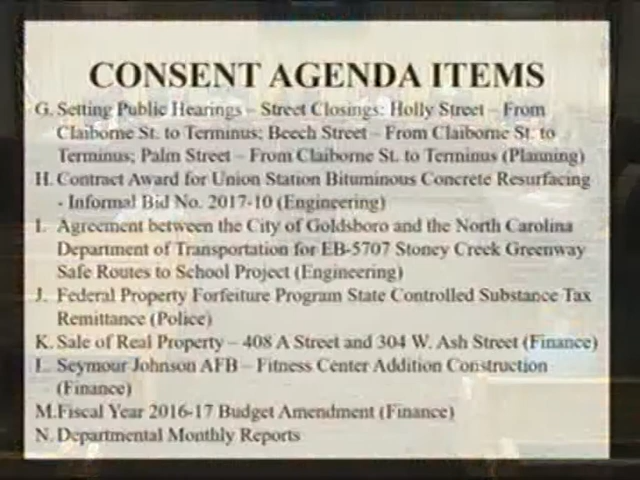 CONSENT AGENDA ITEMS
G. Setting Public Hearings – Street Closings: Holly Street – From
Claiborne St. to Terminus; Beech Street – From Claiborne St. to
Terminus; Palm Street – From Claiborne St. to Terminus (Planning)
H. Contract Award for Union Station Bituminous Concrete Resurfacing
- Informal Bid No. 2017-10 (Engineering)
I. Agreement between the City of Goldsboro and the North Carolina
Department of Transportation for EB-5707 Stoney Creek Greenway
Safe Routes to School Project (Engineering)
J. Federal Property Forfeiture Program State Controlled Substance Tax
Remittance (Police)
K. Sale of Real Property – 408 A Street and 304 W. Ash Street (Finance)
L. Seymour Johnson AFB – Fitness Center Addition Construction
(Finance)
M.Fiscal Year 2016-17 Budget Amendment (Finance)
N. Departmental Monthly Reports